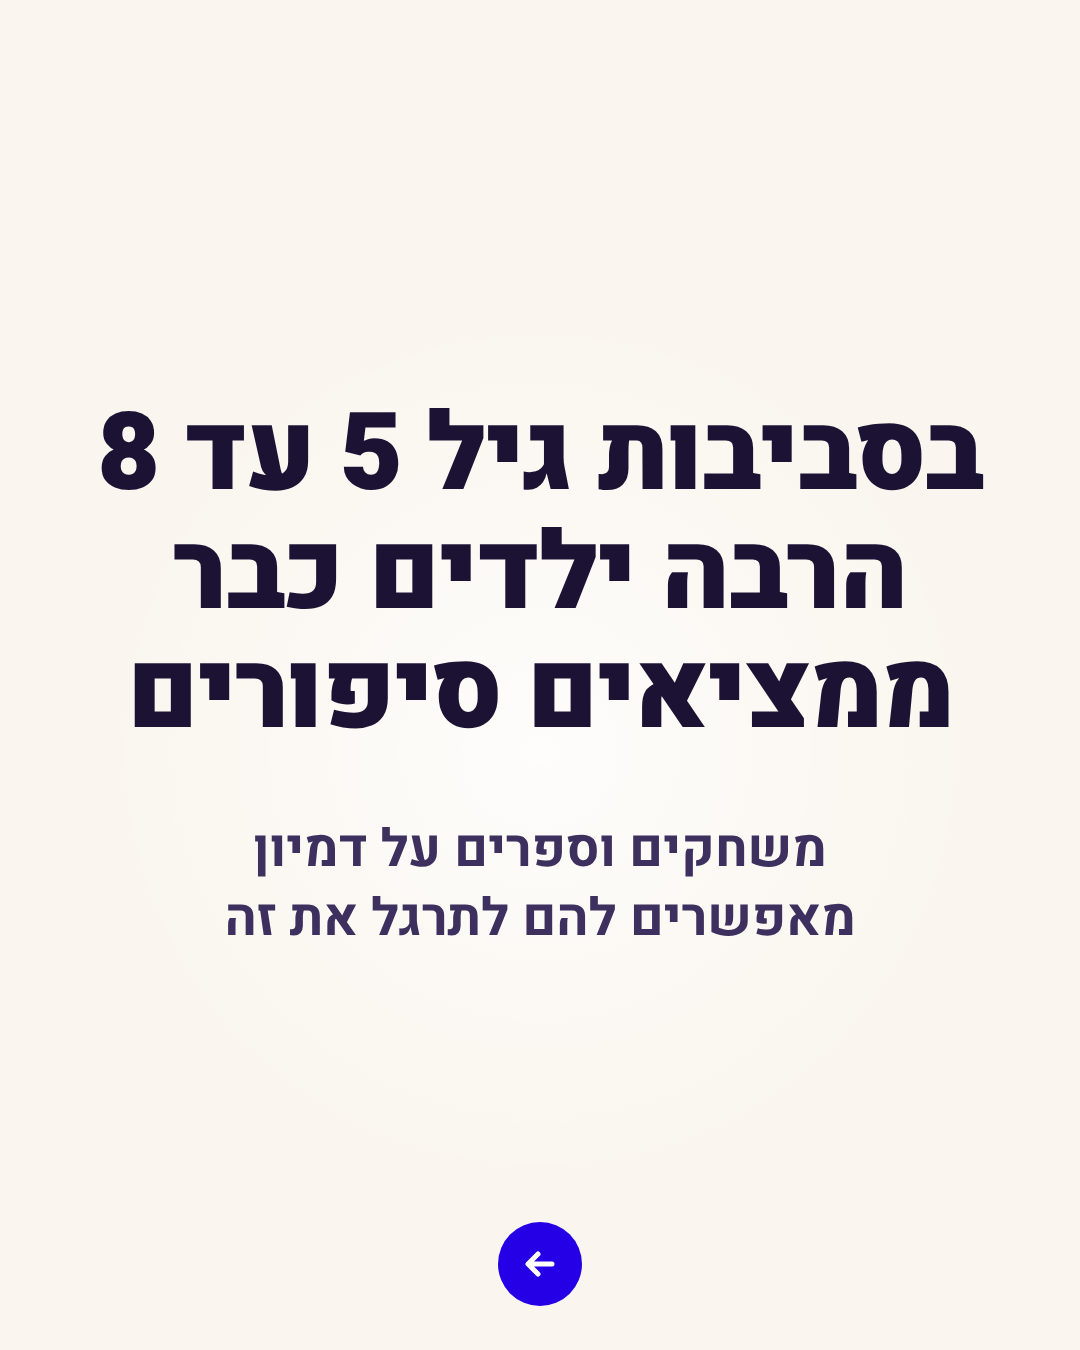 בסביבות גיל 5 עד 8
הרבה ילדים כבר
ממציאים סיפורים
משחקים וספרים על דמיון
מאפשרים להם לתרגל את זה